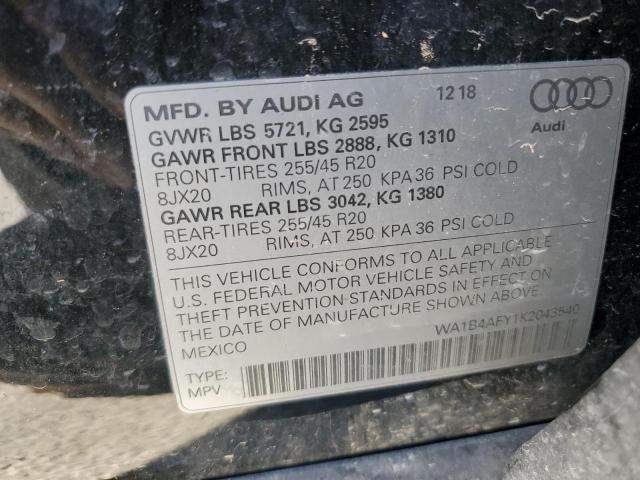 MFD. BY AUDI AG 1218
Audi
GVWR LBS 5721, KG 2595
GAWR FRONT LBS 2888, KG 1310
FRONT-TIRES 255/45 R20
8JX20 RIMS, AT 250 KPA 36 PSI COLD
GAWR REAR LBS 3042, KG 1380
REAR-TIRES 255/45 R20
8JX20 RIMS, AT 250 KPA 36 PSI COLD
THIS VEHICLE CONFORMS TO ALL APPLICABLE
U.S. FEDERAL MOTOR VEHICLE SAFETY AND
THEFT PREVENTION STANDARDS IN EFFECT ON
THE DATE OF MANUFACTURE SHOWN ABOVE.
MEXICO WA1B4AFY1K2043540
TYPE:
MPV